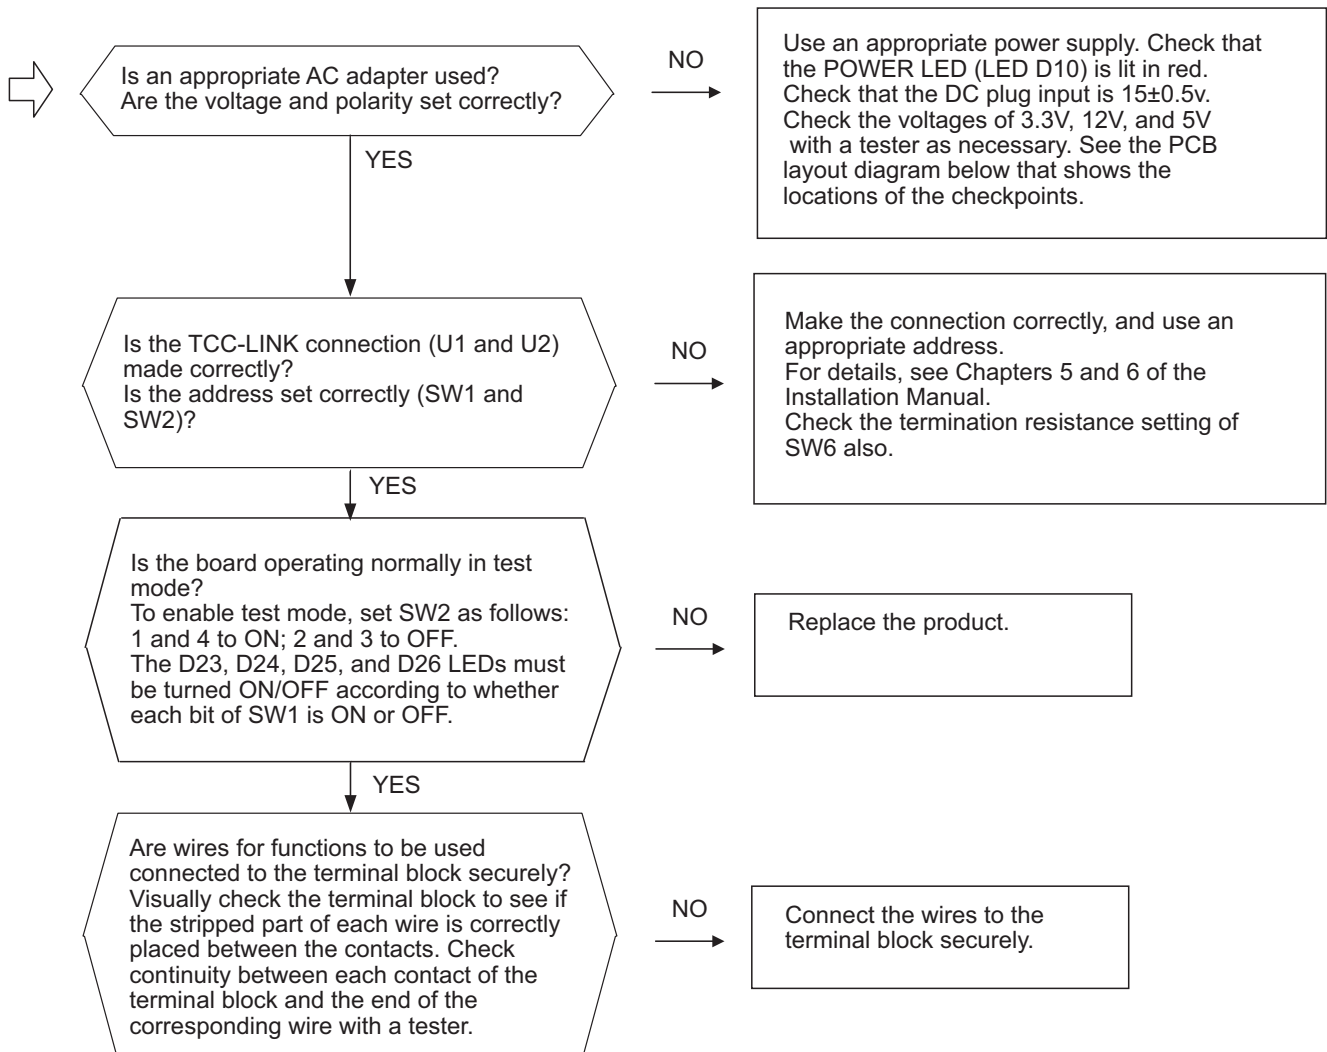 Is an appropriate AC adapter used?
Are the voltage and polarity set correctly?
NO
Use an appropriate power supply. Check that
the POWER LED (LED D10) is lit in red.
Check that the DC plug input is 15±0.5v.
Check the voltages of 3.3V, 12V, and 5V
with a tester as necessary. See the PCB
layout diagram below that shows the
locations of the checkpoints.
YES
Is the TCC-LINK connection (U1 and U2)
made correctly?
Is the address set correctly (SW1 and
SW2)?
NO
Make the connection correctly, and use an
appropriate address.
For details, see Chapters 5 and 6 of the
Installation Manual.
Check the termination resistance setting of
SW6 also.
YES
Is the board operating normally in test
mode?
To enable test mode, set SW2 as follows:
1 and 4 to ON; 2 and 3 to OFF.
The D23, D24, D25, and D26 LEDs must
be turned ON/OFF according to whether
each bit of SW1 is ON or OFF.
NO
Replace the product.
YES
Are wires for functions to be used
connected to the terminal block securely?
Visually check the terminal block to see if
the stripped part of each wire is correctly
placed between the contacts. Check
continuity between each contact of the
terminal block and the end of the
corresponding wire with a tester.
NO
Connect the wires to the
terminal block securely.